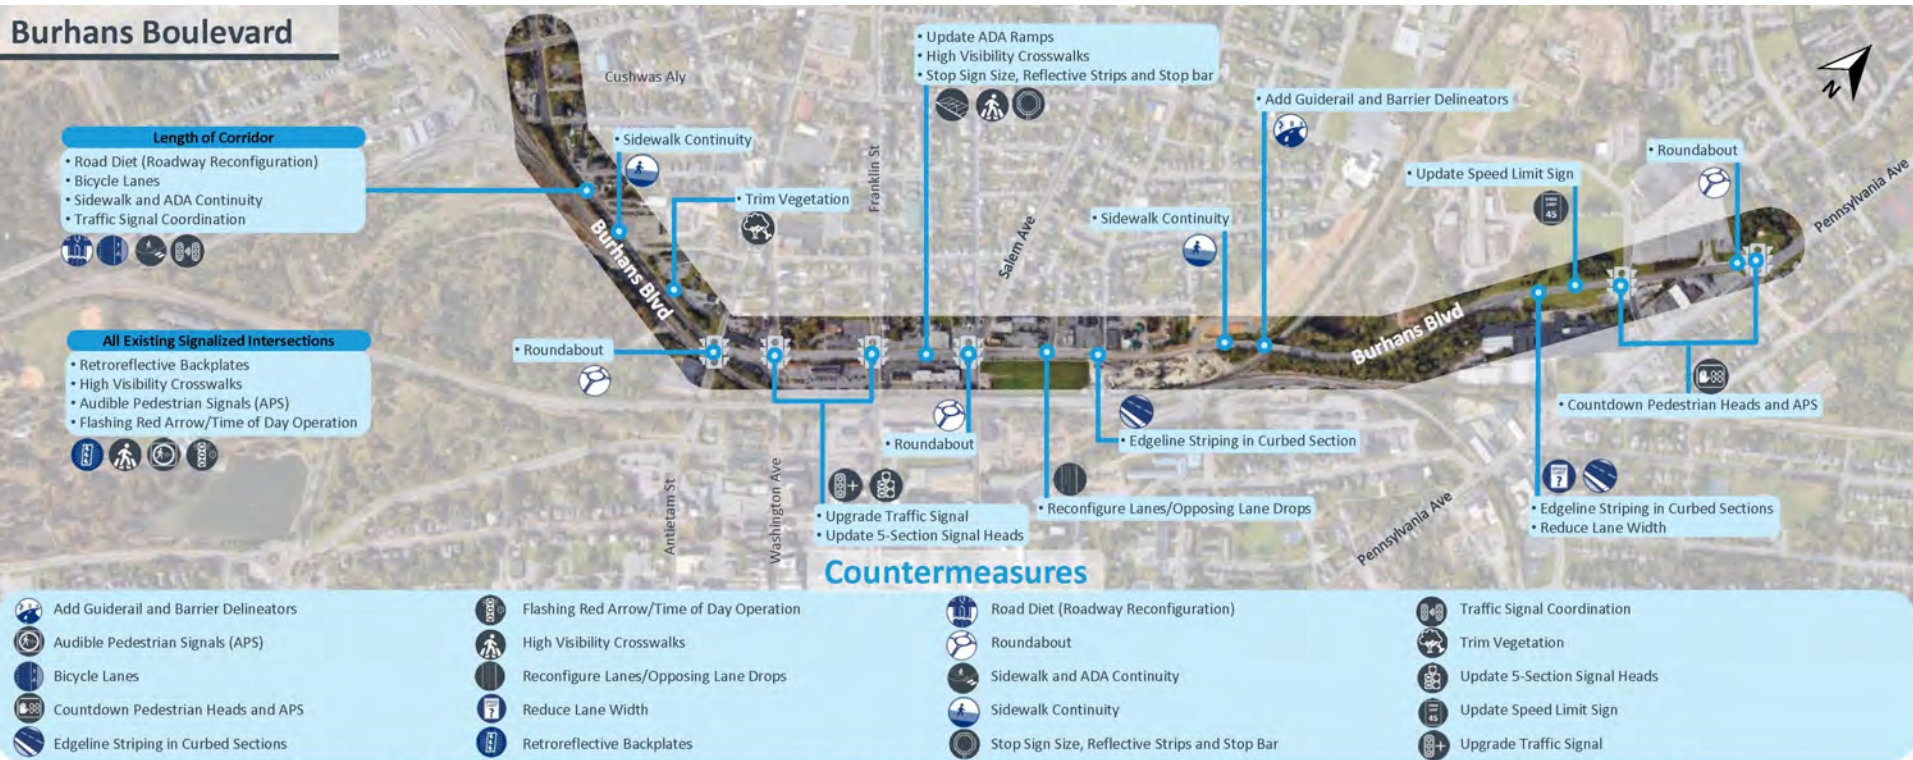 Burhans Boulevard
Cushwas Aly
• Update ADA Ramps
• High Visibility Crosswalks
• Stop Sign Size, Reflective Strips and Stop bar
N
• Add Guiderail and Barrier Delineators
Length of Corridor
• Road Diet (Roadway Reconfiguration)
• Bicycle Lanes
• Sidewalk and ADA Continuity
• Traffic Signal Coordination
• Sidewalk Continuity
• Trim Vegetation
Franklin St
Salem Ave
• Sidewalk Continuity
• Update Speed Limit Sign
45
• Roundabout
Pennsylvania Ave
Burhans Blvd
Burhans Blvd
All Existing Signalized Intersections
• Retroreflective Backplates
• High Visibility Crosswalks
• Audible Pedestrian Signals (APS)
• Flashing Red Arrow/Time of Day Operation
• Roundabout
• Roundabout
• Edgeline Striping in Curbed Section
• Countdown Pedestrian Heads and APS
Antietam St
Washington Ave
• Upgrade Traffic Signal
• Update 5-Section Signal Heads
• Reconfigure Lanes/Opposing Lane Drops
Pennsylvania Ave
?
• Edgeline Striping in Curbed Sections
• Reduce Lane Width
Countermeasures
Add Guiderail and Barrier Delineators
Audible Pedestrian Signals (APS)
Bicycle Lanes
Countdown Pedestrian Heads and APS
Edgeline Striping in Curbed Sections
Flashing Red Arrow/Time of Day Operation
High Visibility Crosswalks
Reconfigure Lanes/Opposing Lane Drops
?
Reduce Lane Width
Retroreflective Backplates
Road Diet (Roadway Reconfiguration)
Roundabout
Sidewalk and ADA Continuity
Sidewalk Continuity
Stop Sign Size, Reflective Strips and Stop Bar
Traffic Signal Coordination
Trim Vegetation
Update 5-Section Signal Heads
45
Update Speed Limit Sign
Upgrade Traffic Signal